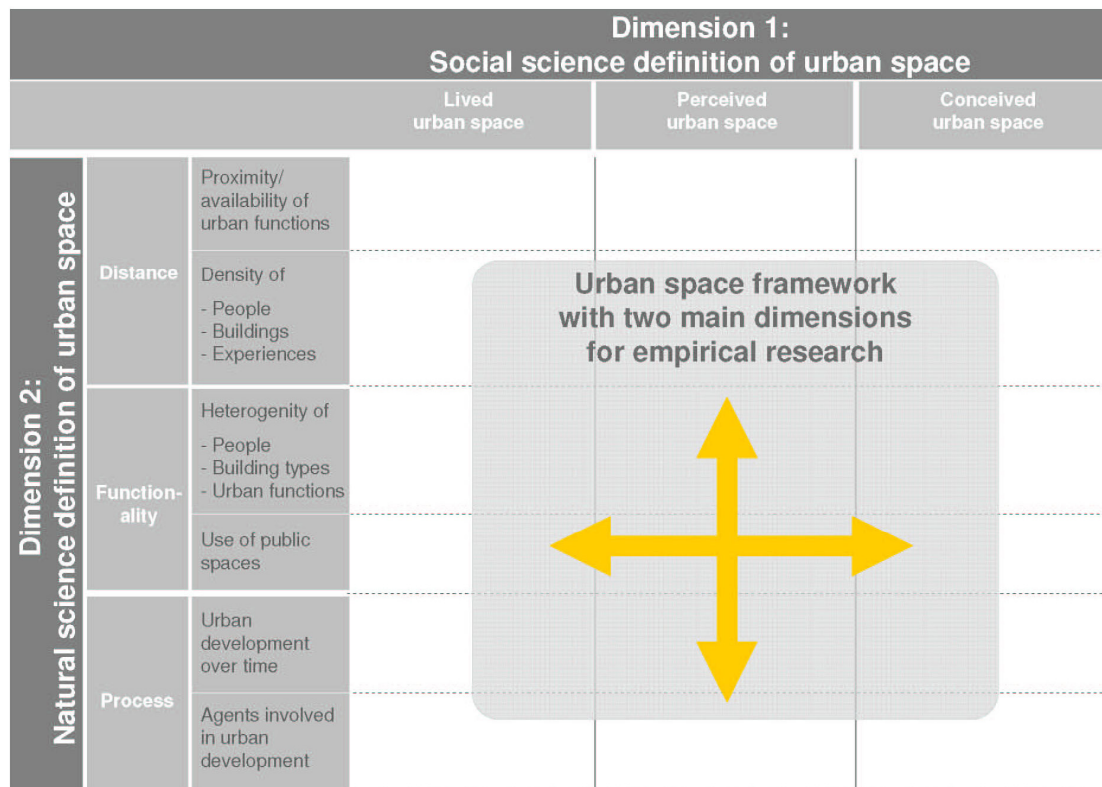 Dimension 1:
Social science definition of urban space
Lived
urban space
Perceived
urban space
Conceived
urban space
Dimension 2:
Natural science definition of urban space
Distance
Proximity/
availability of
urban functions
Density of
- People
- Buildings
- Experiences
Function-
ality
Heterogenity of
- People
- Building types
- Urban functions
Use of public
spaces
Process
Urban
development
over time
Agents involved
in urban
development
Urban space framework
with two main dimensions
for empirical research